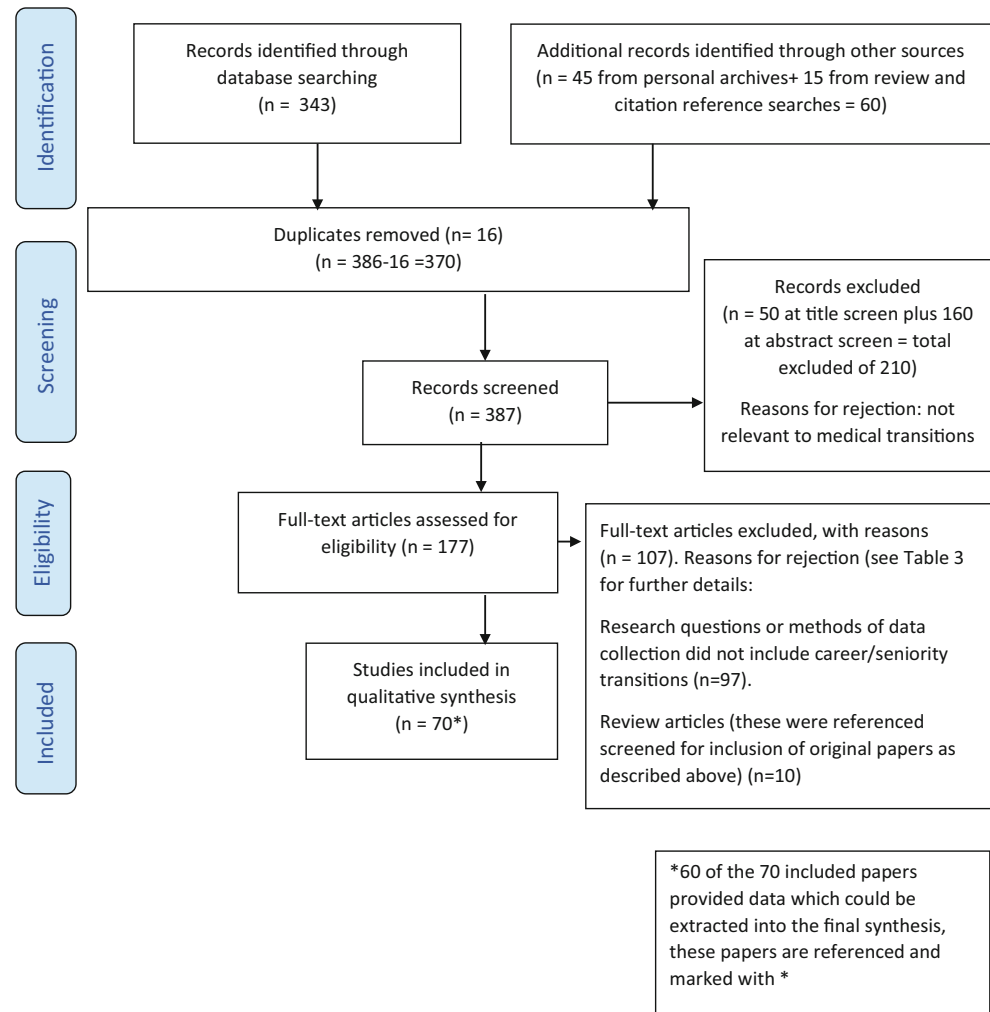 Identification
Records identified through
database searching
(n = 343)
Additional records identified through other sources
(n = 45 from personal archives+ 15 from review and
citation reference searches = 60)
Duplicates removed (n= 16)
(n = 386-16 =370)
Screening
Records screened
(n = 387)
Records excluded
(n = 50 at title screen plus 160
at abstract screen = total
excluded of 210)
Reasons for rejection: not
relevant to medical transitions
Eligibility
Full-text articles assessed for
eligibility (n = 177)
Full-text articles excluded, with reasons
(n = 107). Reasons for rejection (see Table 3
for further details:
Research questions or methods of data
collection did not include career/seniority
transitions (n=97).
Review articles (these were referenced
screened for inclusion of original papers as
described above) (n=10)
Included
Studies included in
qualitative synthesis
(n = 70*)
*60 of the 70 included papers
provided data which could be
extracted into the final synthesis,
these papers are referenced and
marked with *